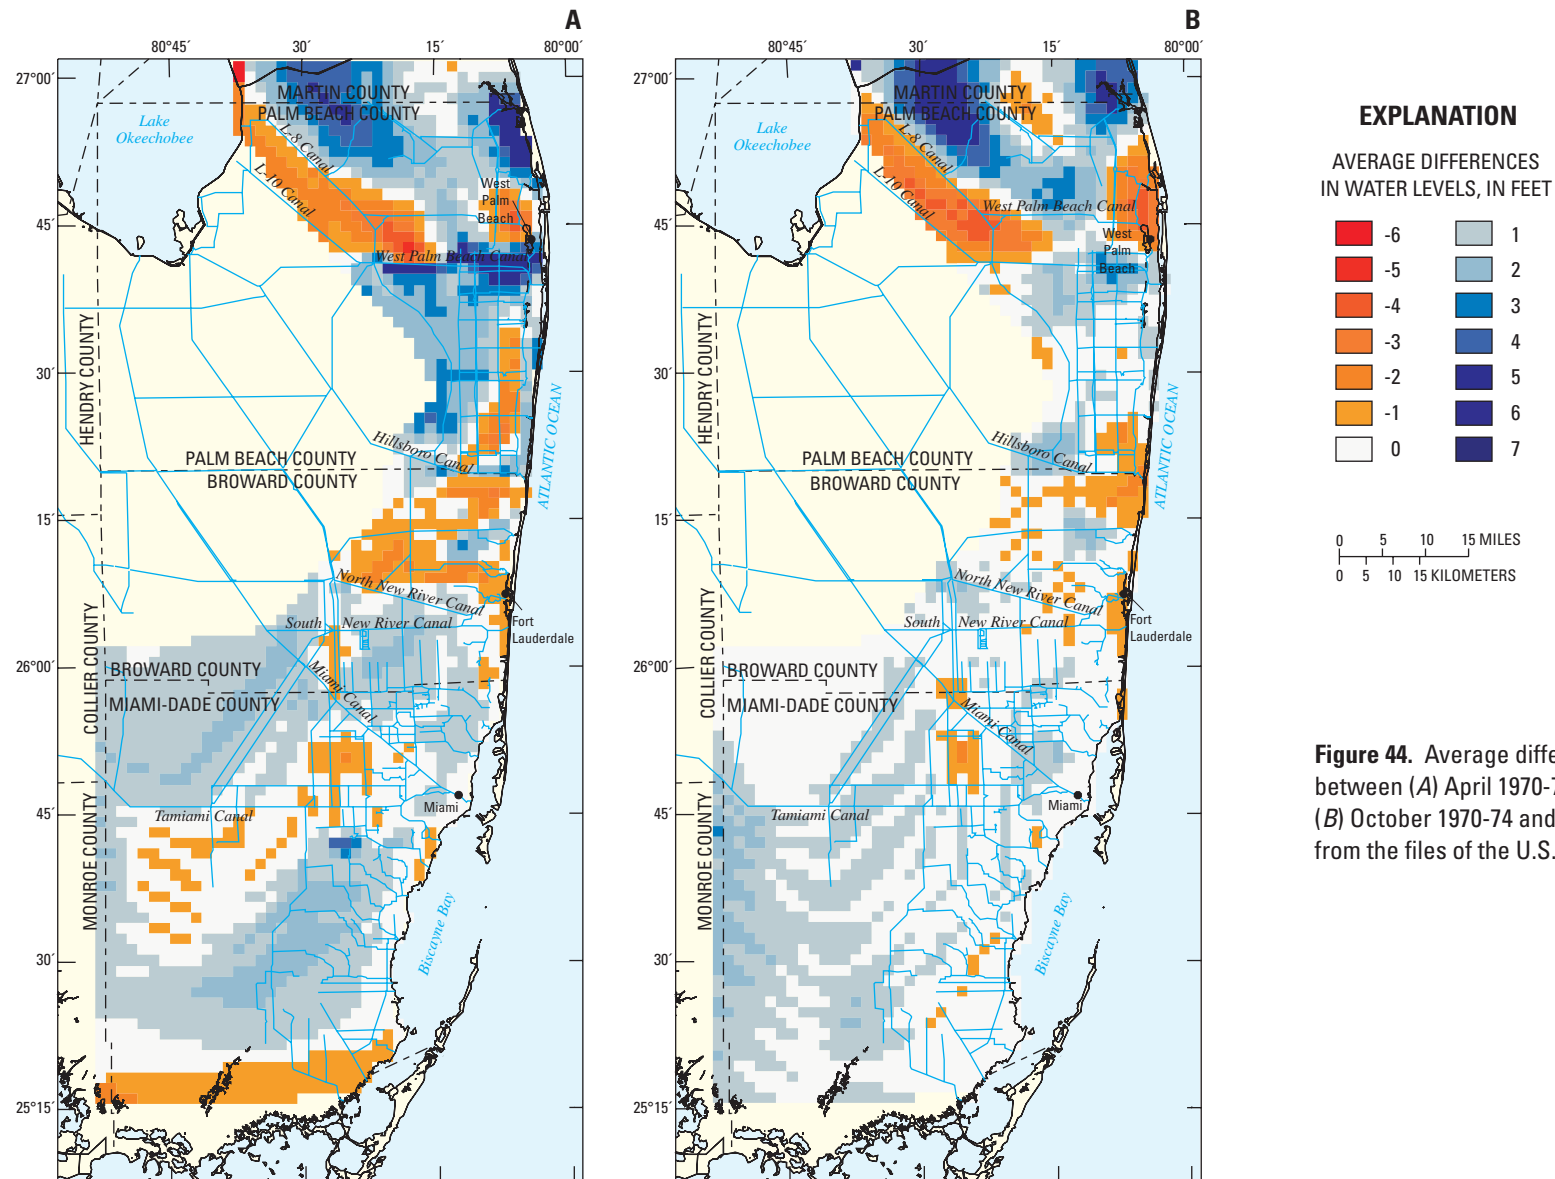 A
80°45´
30´
15´
80°00´
27°00´
45´
30´
15´
26°00´
45´
30´
25°15´
MARTIN COUNTY
PALM BEACH COUNTY
Lake
Okeechobee
L-8 Canal
L-10 Canal
West
Palm
Beach
West Palm Beach Canal
HENDRY COUNTY
ATLANTIC OCEAN
Hillsboro Canal
PALM BEACH COUNTY
BROWARD COUNTY
North New River Canal
South New River Canal
Fort
Lauderdale
COLLIER COUNTY
BROWARD COUNTY
MIAMI-DADE COUNTY
Miami Canal
Miami
Tamiami Canal
MONROE COUNTY
Biscayne Bay
B
80°45´
30´
15´
80°00´
27°00´
45´
30´
15´
26°00´
45´
30´
25°15´
MARTIN COUNTY
PALM BEACH COUNTY
Lake
Okeechobee
L-8 Canal
L-10 Canal
West Palm Beach Canal
West
Palm
Beach
HENDRY COUNTY
ATLANTIC OCEAN
Hillsboro Canal
PALM BEACH COUNTY
BROWARD COUNTY
North New River Canal
South New River Canal
Fort
Lauderdale
COLLIER COUNTY
BROWARD COUNTY
MIAMI-DADE COUNTY
Miami Canal
Miami
Tamiami Canal
MONROE COUNTY
Biscayne Bay
EXPLANATION
AVERAGE DIFFERENCES
IN WATER LEVELS, IN FEET
-6 1
-5 2
-4 3
-3 4
-2 5
-1 6
0 7
0 5 10 15 MILES
0 5 10 15 KILOMETERS
Figure 44. Average diffe
between (A) April 1970-7
(B) October 1970-74 and
from the files of the U.S.